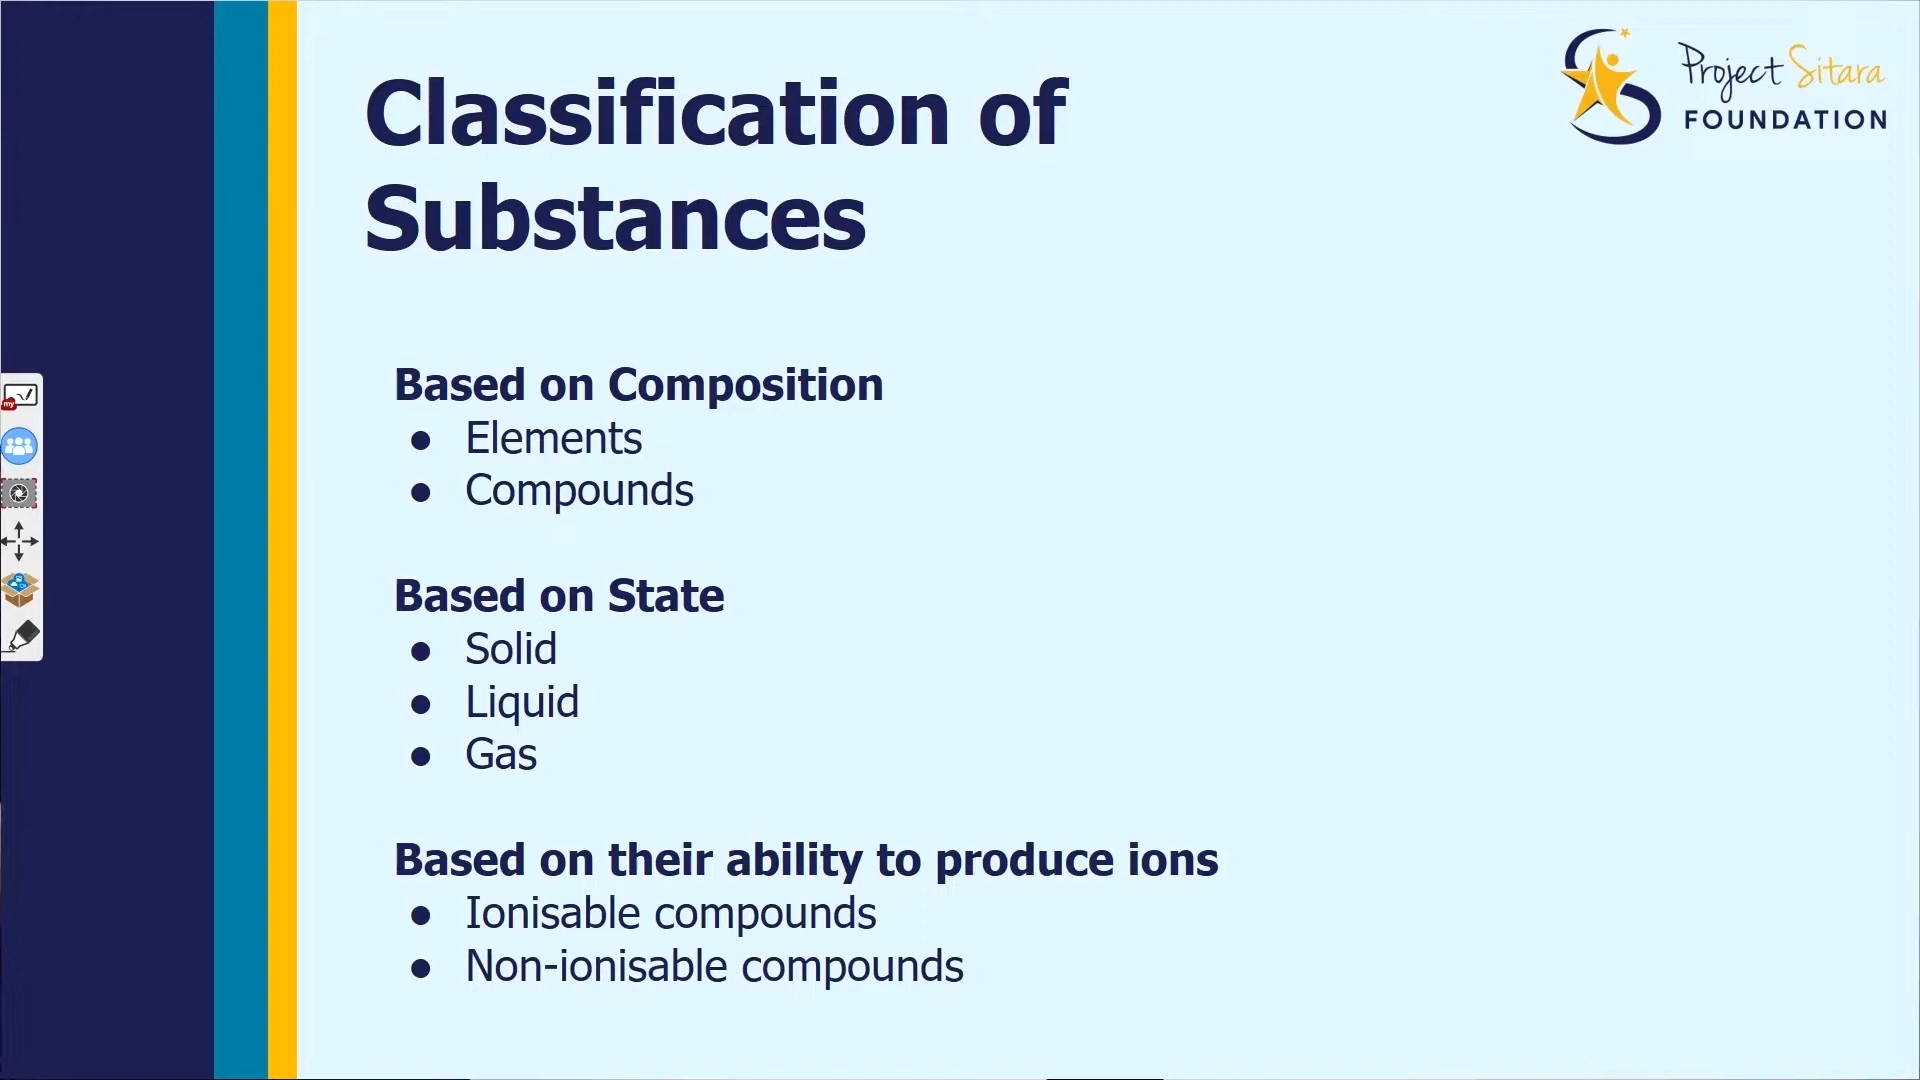 Project Sitara
FOUNDATION
Classification of
Substances
Based on Composition
● Elements
● Compounds
Based on State
● Solid
● Liquid
● Gas
Based on their ability to produce ions
● Ionisable compounds
● Non-ionisable compounds
my